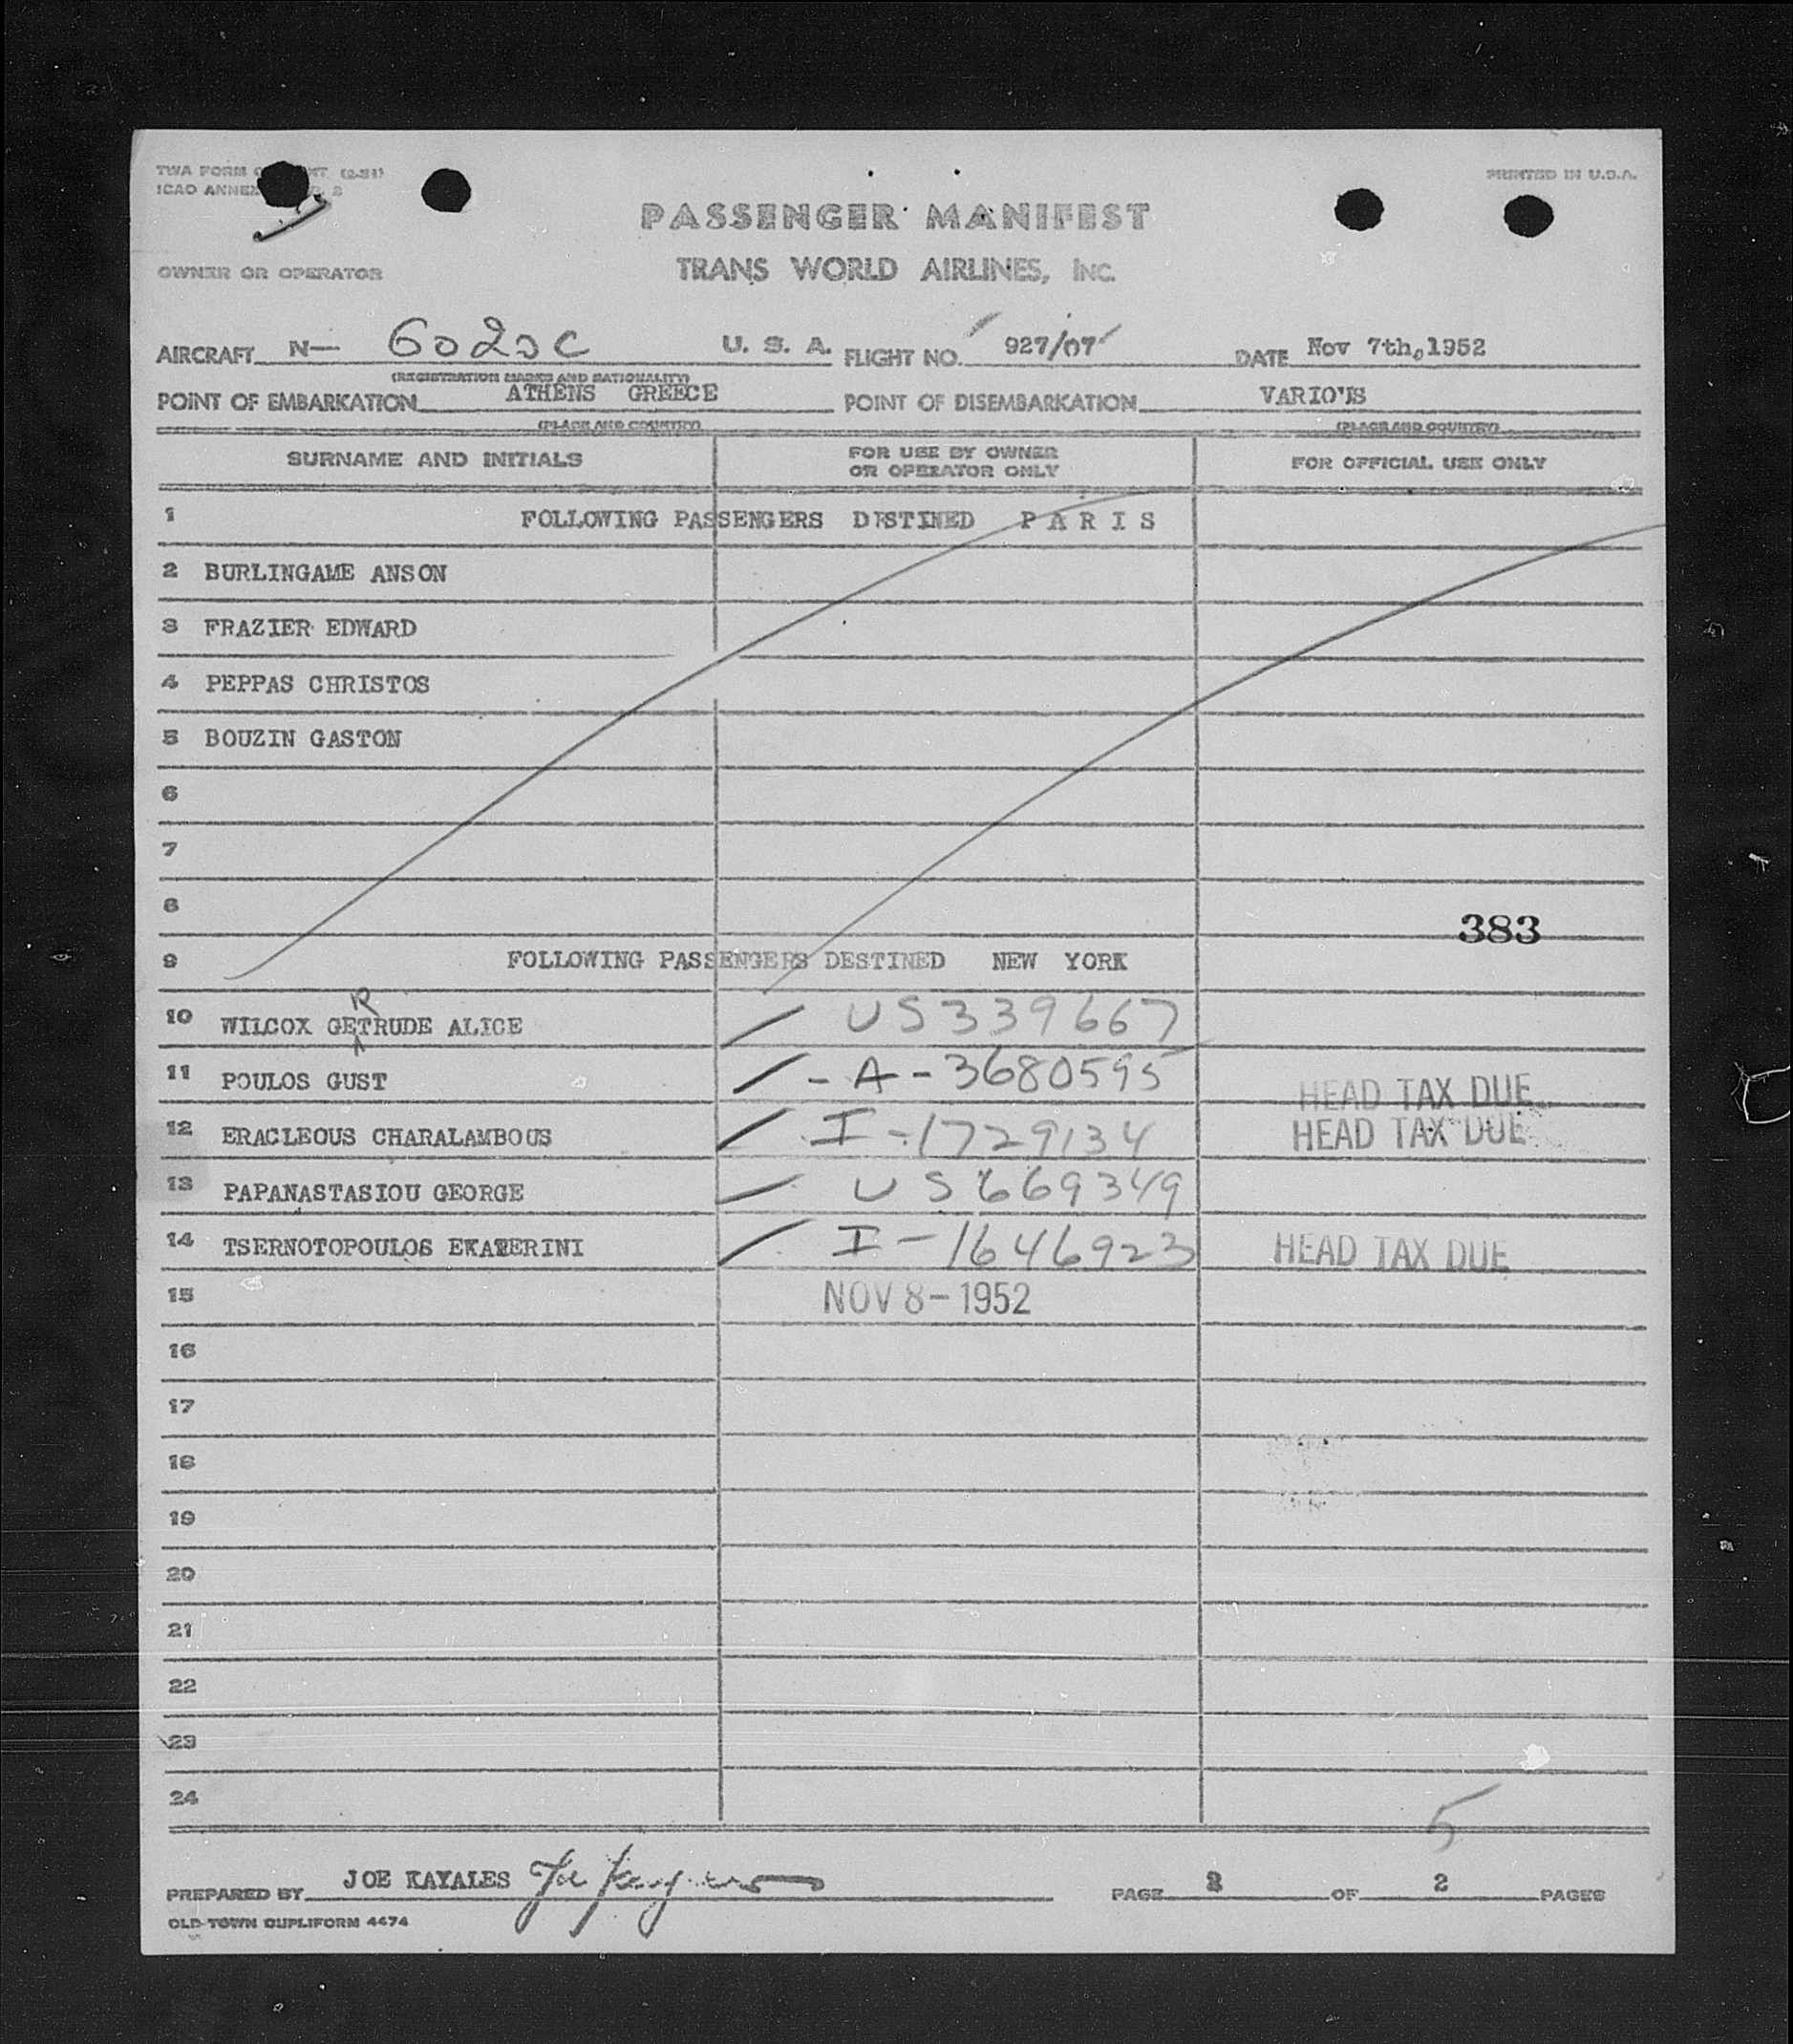 TWA FORM (2-51)
ICAO ANNEX
PRINTED IN U.S.A.
PASSENGER MANIFEST
OWNER OR OPERATOR
TRANS WORLD AIRLINES, INC.
AIRCRAFT N— 6020C U. S. A. FLIGHT NO. 927/07 DATE Nov 7th,1952
(REGISTRATION MARKS AND NATIONALITY)
POINT OF EMBARKATION ATHENS GREECE POINT OF DISEMBARKATION VARIO'S
(PLACE AND COUNTRY) (PLACE AND COUNTRY)
SURNAME AND INITIALS FOR USE BY OWNER OR OPERATOR ONLY FOR OFFICIAL USE ONLY
1 FOLLOWING PASSENGERS DESTINED P A R I S
2 BURLINGAME ANSON
3 FRAZIER EDWARD
4 PEPPAS CHRISTOS
5 BOUZIN GASTON
6
7
8
383
9 FOLLOWING PASSENGERS DESTINED NEW YORK
10 WILCOX GERTRUDE ALICE US339667
11 POULOS GUST - A - 3680595 HEAD TAX DUE
12 ERACLEOUS CHARALAMBOUS I - 1729134 HEAD TAX DUE
13 PAPANASTASIOU GEORGE US669349
14 TSERNOTOPOULOS EKATERINI I - 1646923 HEAD TAX DUE
15 NOV 8 - 1952
16
17
18
19
20
21
22
23
24
5
PREPARED BY JOE KAYALES PAGE 2 OF 2 PAGES
OLD TOWN DUPLIFORM 4474